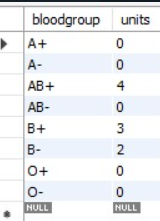 bloodgroup units
A+ 0
A- 0
AB+ 4
AB- 0
B+ 3
B- 2
O+ 0
O- 0
NULL NULL